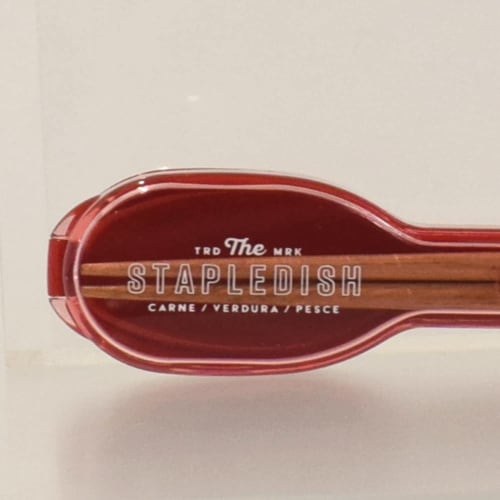 TRD The MRK
STAPLEDISH
CARNE / VERDURA / PESCE